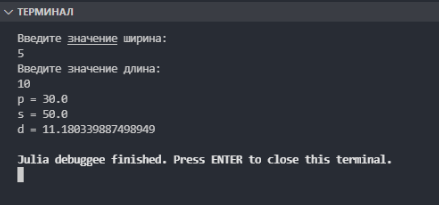 ТЕРМИНАЛ
Введите значение ширина:
5
Введите значение длина:
10
p = 30.0
s = 50.0
d = 11.180339887498949
Julia debuggee finished. Press ENTER to close this terminal.